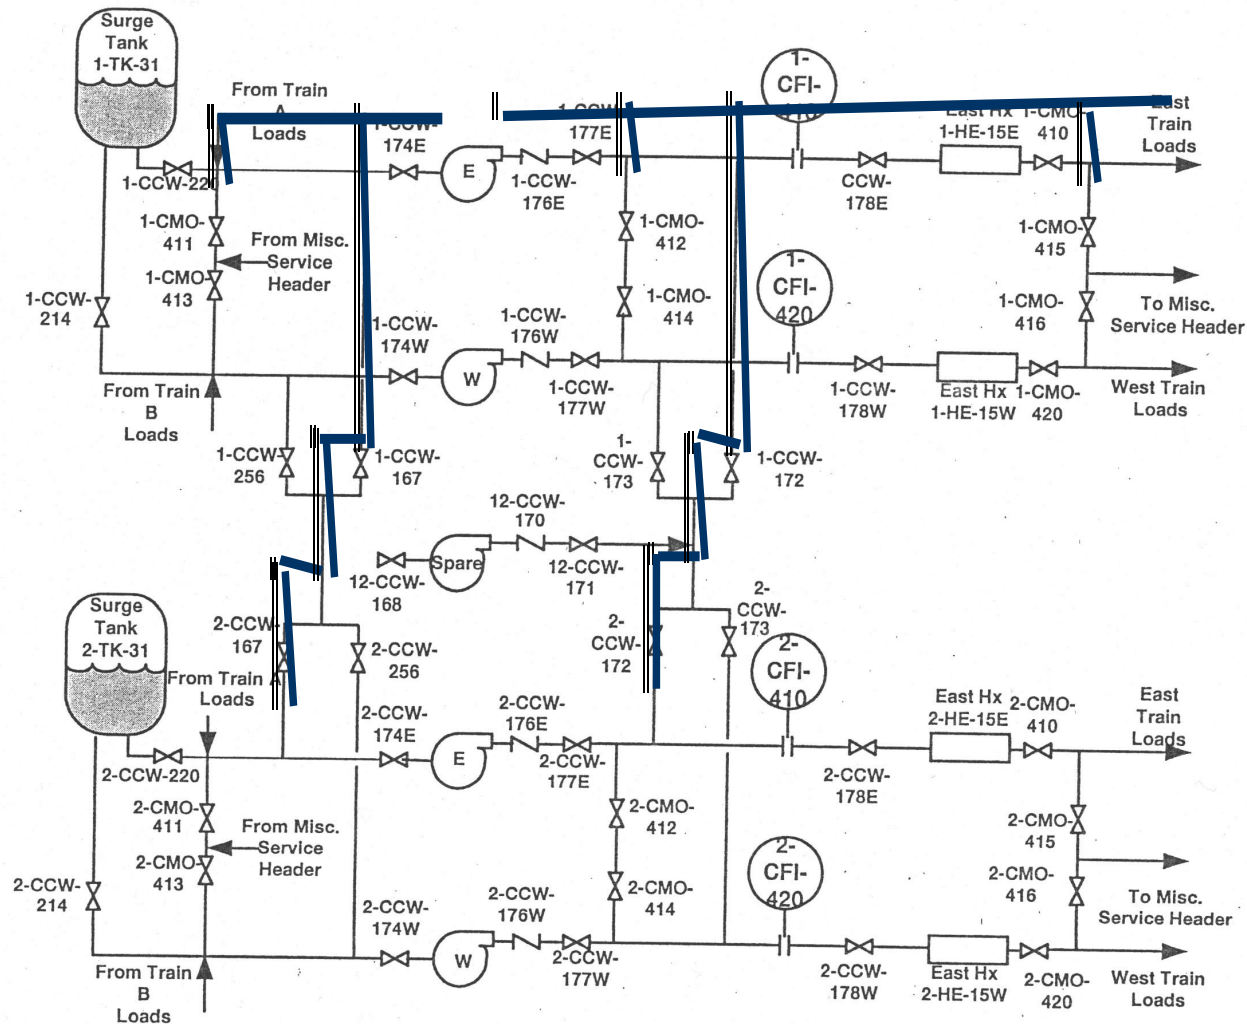 Surge
Tank
1-TK-31
From Train
A
Loads
1-CCW-
174E
1-CCW-220
1-CMO-
411
From Misc.
Service
Header
1-CMO-
413
1-CCW-
214
From Train
B
Loads
1-CCW-
174W
E
1-CCW-
176E
1-CCW-
177E
1-CMO-
412
1-CMO-
414
1-
CFI-
410
CCW-
178E
East Hx
1-HE-15E
1-CMO-
410
East
Train
Loads
1-CMO-
415
To Misc.
Service Header
1-CMO-
416
W
1-CCW-
176W
1-CCW-
177W
1-
CFI-
420
1-CCW-
178W
East Hx
1-HE-15W
1-CMO-
420
West Train
Loads
1-CCW-
256
1-CCW-
167
1-
CCW-
173
1-CCW-
172
12-CCW-
170
Spare
12-CCW-
168
12-CCW-
171
Surge
Tank
2-TK-31
2-CCW-
167
2-CCW-
256
2-
CCW-
172
2-
CCW-
173
From Train A
Loads
2-CCW-
174E
2-CCW-220
2-CMO-
411
From Misc.
Service
Header
2-CMO-
413
2-CCW-
214
From Train
B
Loads
2-CCW-
174W
E
2-CCW-
176E
2-CCW-
177E
2-CMO-
412
2-CMO-
414
2-
CFI-
410
2-CCW-
178E
East Hx
2-HE-15E
2-CMO-
410
East
Train
Loads
2-CMO-
415
To Misc.
Service Header
2-CMO-
416
W
2-CCW-
176W
2-CCW-
177W
2-
CFI-
420
2-CCW-
178W
East Hx
2-HE-15W
2-CMO-
420
West Train
Loads